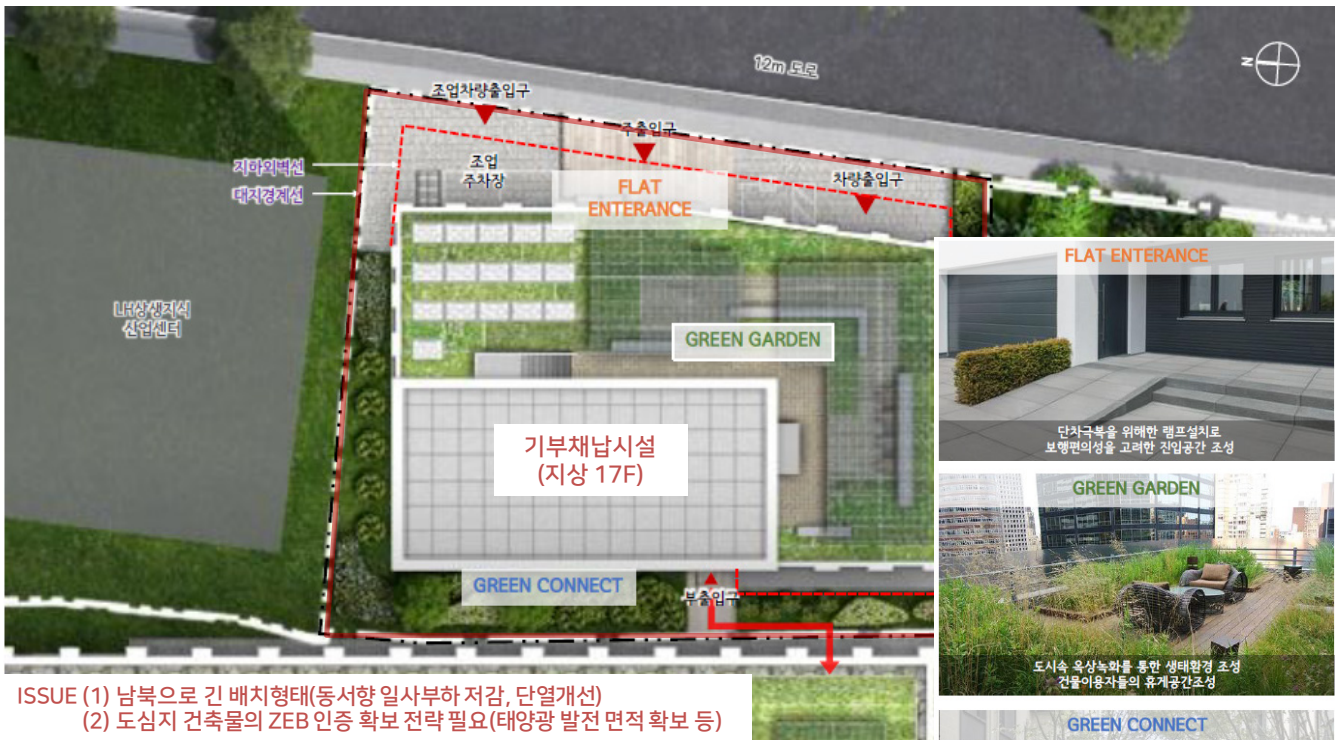 12m 도로
N
조업차량출입구
주출입구
지하외벽선
대지경계선
조업
주차장
차량출입구
FLAT
ENTERANCE
LH상생지식
산업센터
GREEN GARDEN
기부채납시설
(지상 17F)
GREEN CONNECT
부출입구
FLAT ENTERANCE
단차극복을 위해한 램프설치로
보행편의성을 고려한 진입공간 조성
GREEN GARDEN
도시속 옥상녹화를 통한 생태환경 조성
건물이용자들의 휴게공간조성
GREEN CONNECT
ISSUE (1) 남북으로 긴 배치형태(동서향 일사부하 저감, 단열개선)
(2) 도심지 건축물의 ZEB 인증 확보 전략 필요(태양광 발전 면적 확보 등)